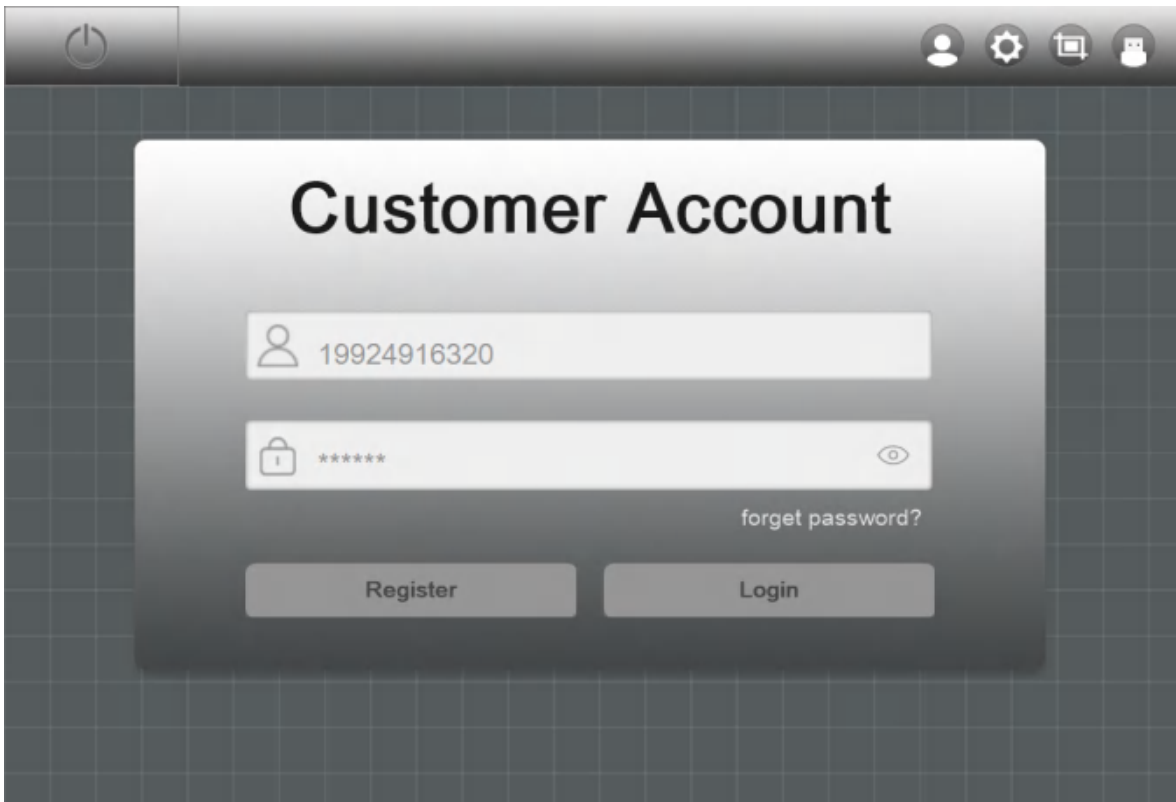 Customer Account
19924916320
******
forget password?
Register
Login